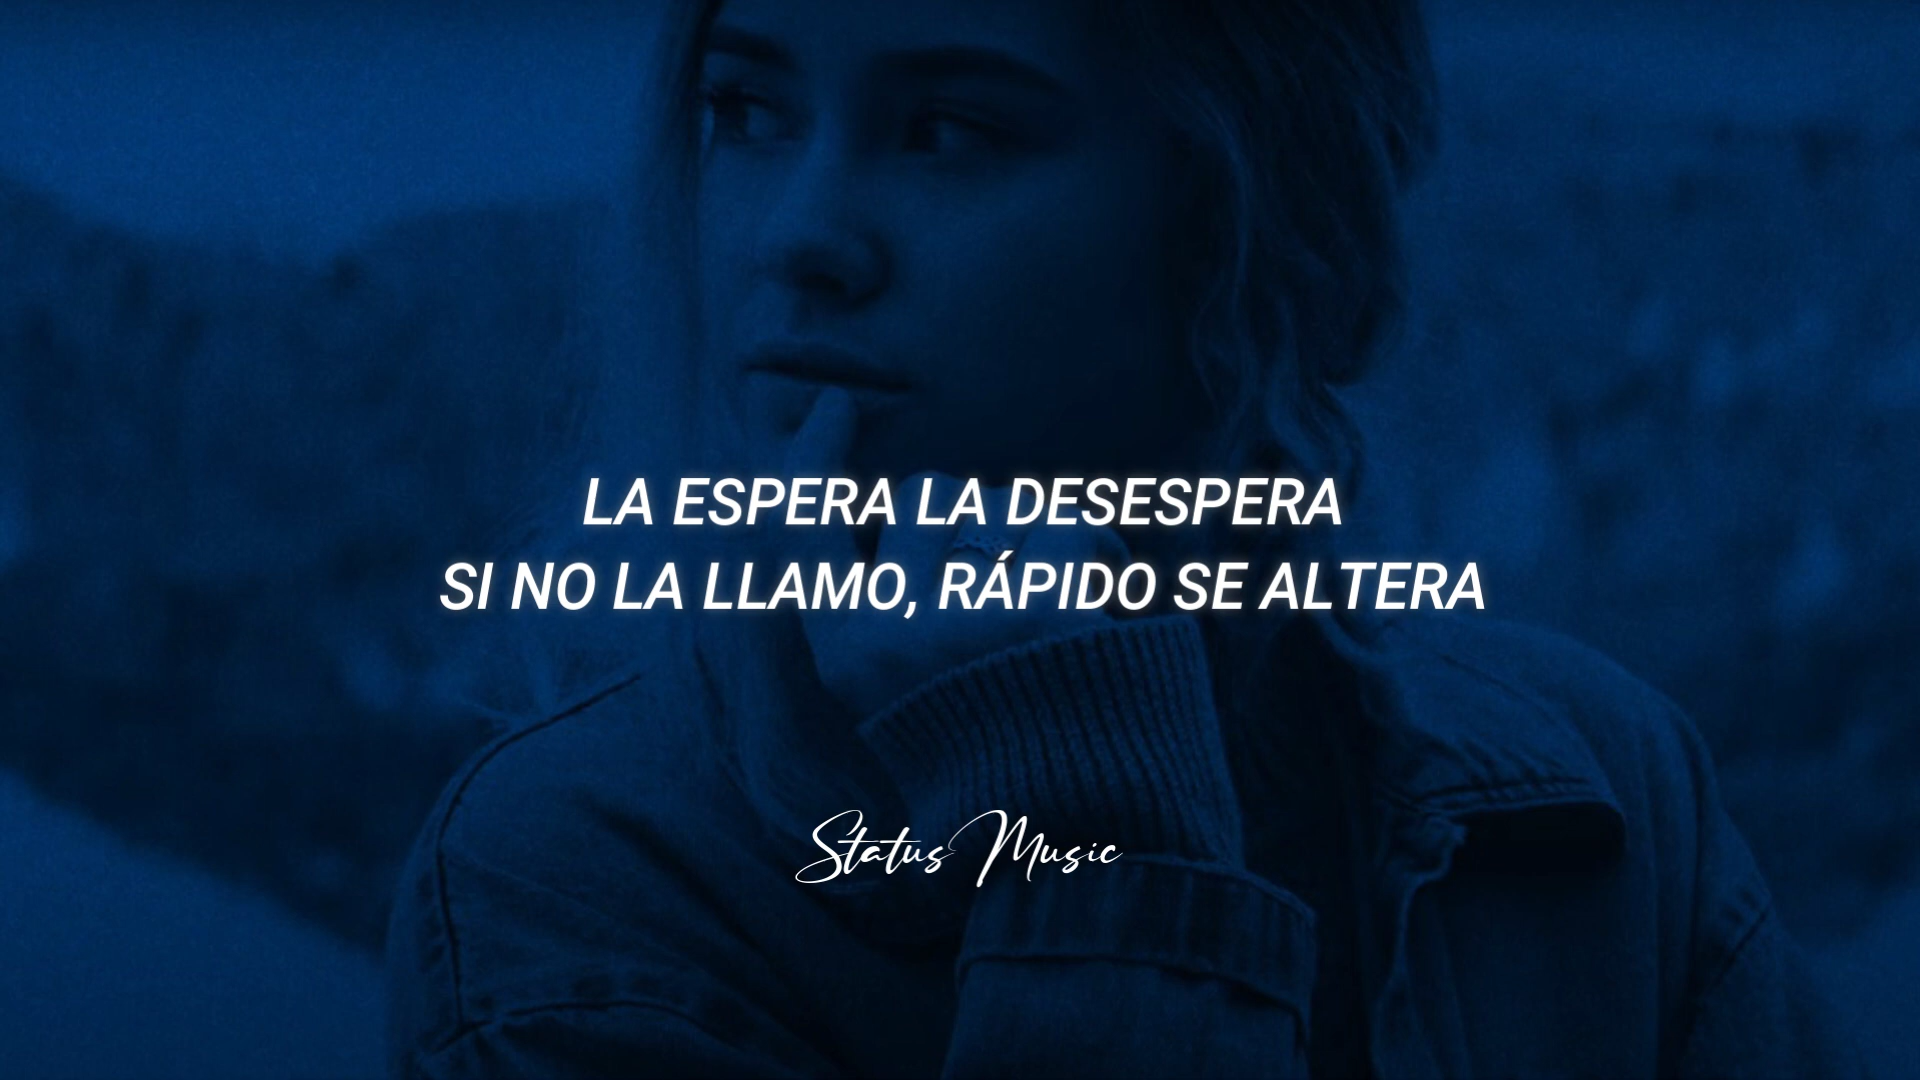 LA ESPERA LA DESESPERA
SI NO LA LLAMO, RÁPIDO SE ALTERA
Status Music